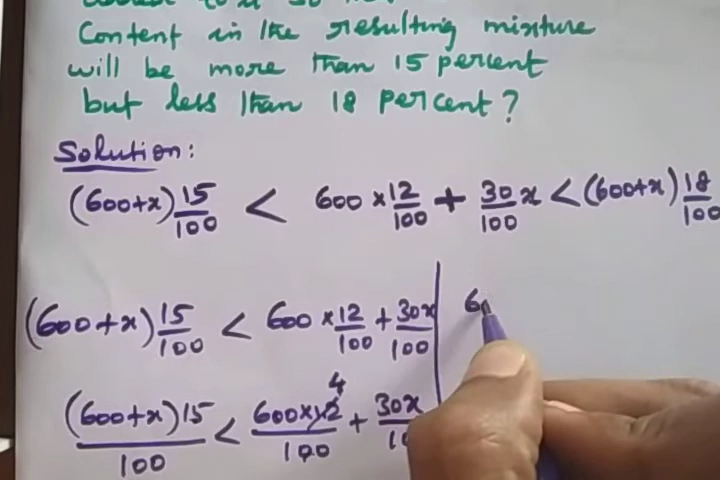 Content in the resulting mixture
will be more than 15 percent
but less than 18 percent?
Solution:
(600+x) 15/100 < 600 × 12/100 + 30/100 x < (600+x) 18/100
(600+x) 15/100 < 600 × 12/100 + 30x/100 | 6
(600+x) 15 / 100 < 600 × 12 4 / 100 + 30x / 10